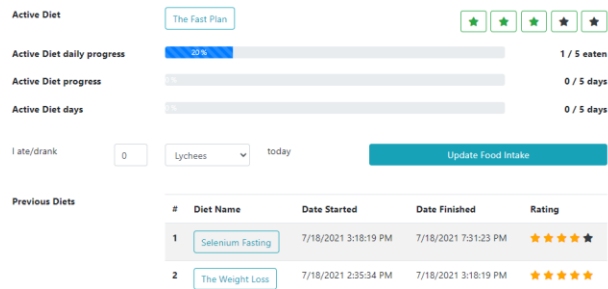 Active Diet The Fast Plan
Active Diet daily progress 20 % 1 / 5 eaten
Active Diet progress 0 % 0 / 5 days
Active Diet days 0 % 0 / 5 days
I ate/drank 0 Lychees today Update Food Intake
Previous Diets
# Diet Name Date Started Date Finished Rating
1 Selenium Fasting 7/18/2021 3:18:19 PM 7/18/2021 7:31:23 PM
2 The Weight Loss 7/18/2021 2:35:34 PM 7/18/2021 3:18:19 PM